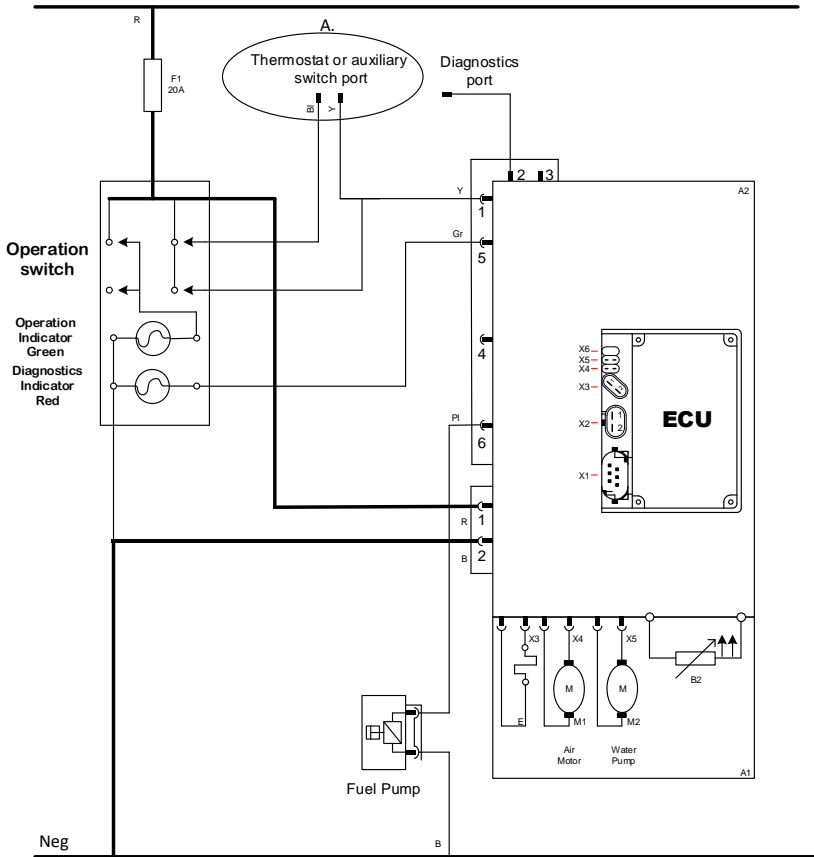 R
A.
Thermostat or auxiliary
switch port
Bl
Y
Diagnostics
port
F1
20A
2
3
Y
1
A2
Gr
5
Operation
switch
Operation
Indicator
Green
Diagnostics
Indicator
Red
4
X6
X5
X4
X3
1
2
X2
1
2
ECU
X1
Pl
6
R
1
B
2
X3
X4
X5
B2
M
M
E
M1
M2
Air
Motor
Water
Pump
A1
Fuel Pump
Neg
B